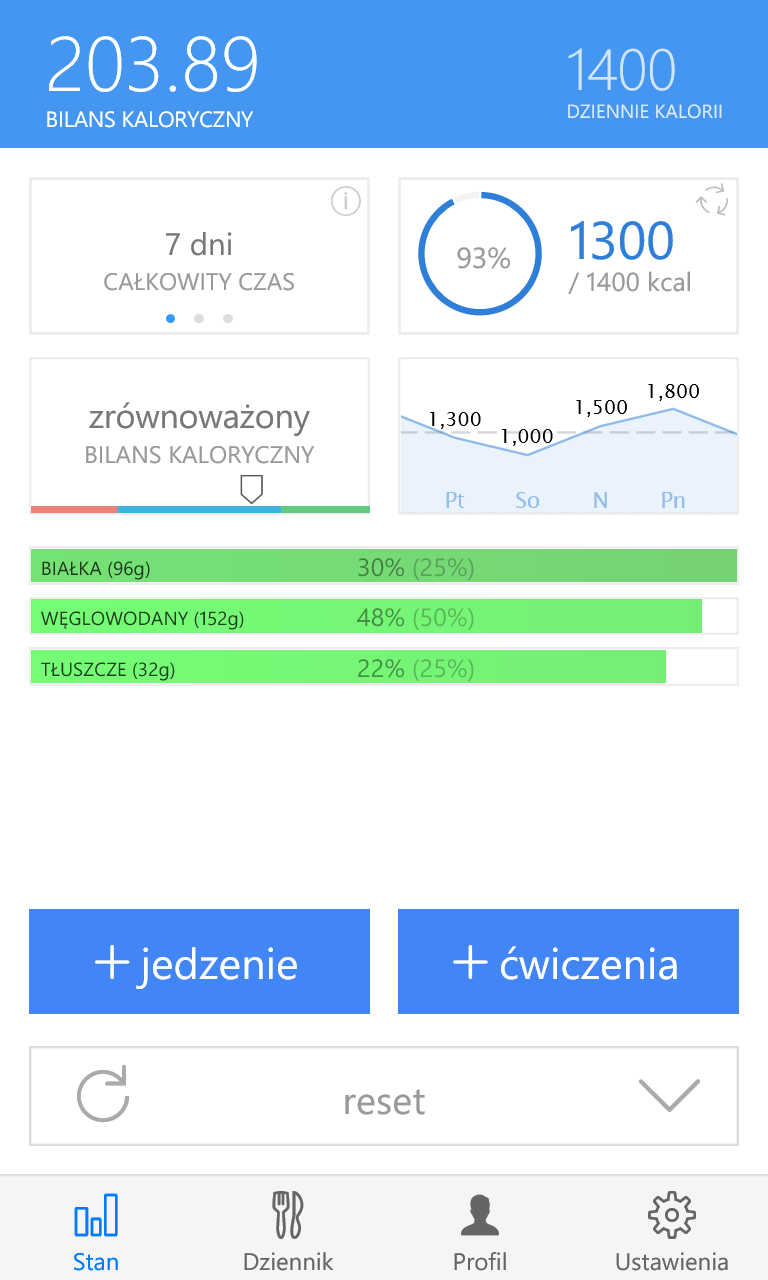 203.89
BILANS KALORYCZNY
1400
DZIENNIE KALORII
7 dni
CAŁKOWITY CZAS
93%
1300
/ 1400 kcal
zrównoważony
BILANS KALORYCZNY
1,300
1,000
1,500
1,800
Pt So N Pn
BIAŁKA (96g) 30% (25%)
WĘGLOWODANY (152g) 48% (50%)
TŁUSZCZE (32g) 22% (25%)
+ jedzenie
+ ćwiczenia
reset
Stan Dziennik Profil Ustawienia